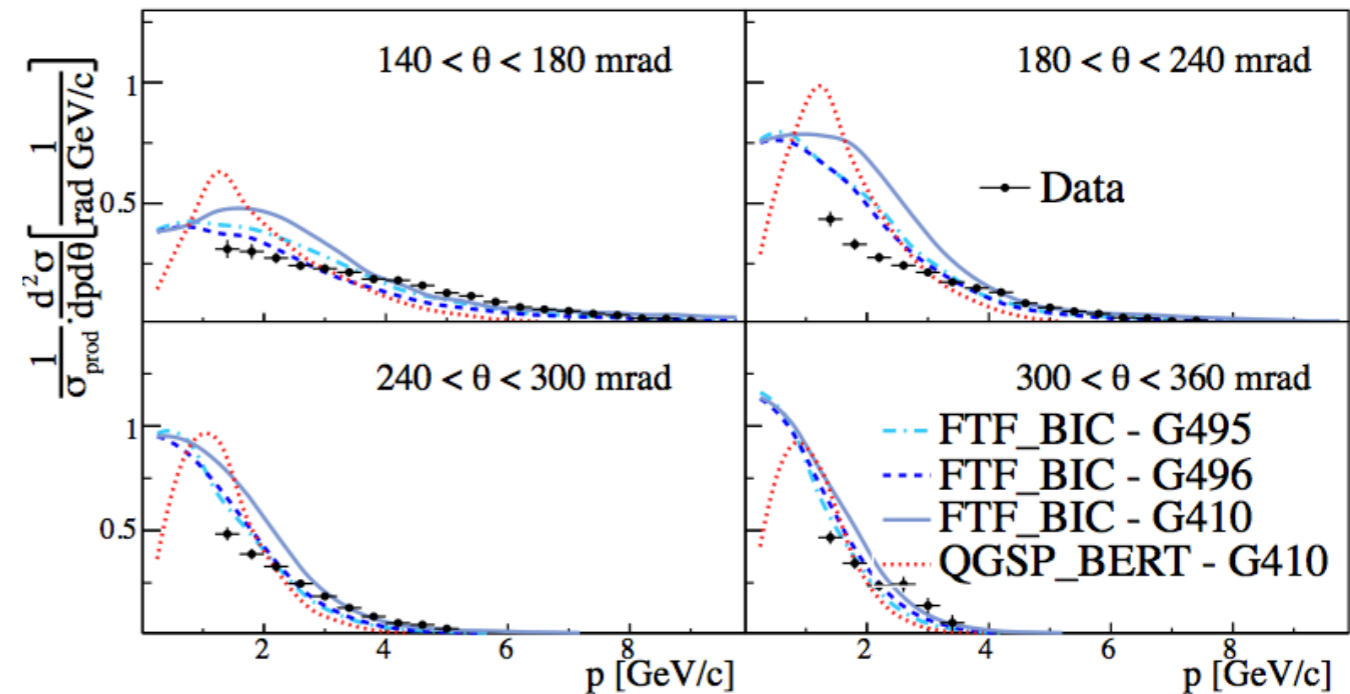 1/σprod · d²σ/dpdθ [1/rad GeV/c]
140 < θ < 180 mrad
1
0.5
180 < θ < 240 mrad
Data
240 < θ < 300 mrad
1
0.5
2
4
6
8
p [GeV/c]
300 < θ < 360 mrad
FTF_BIC - G495
FTF_BIC - G496
FTF_BIC - G410
QGSP_BERT - G410
2
4
6
8
p [GeV/c]